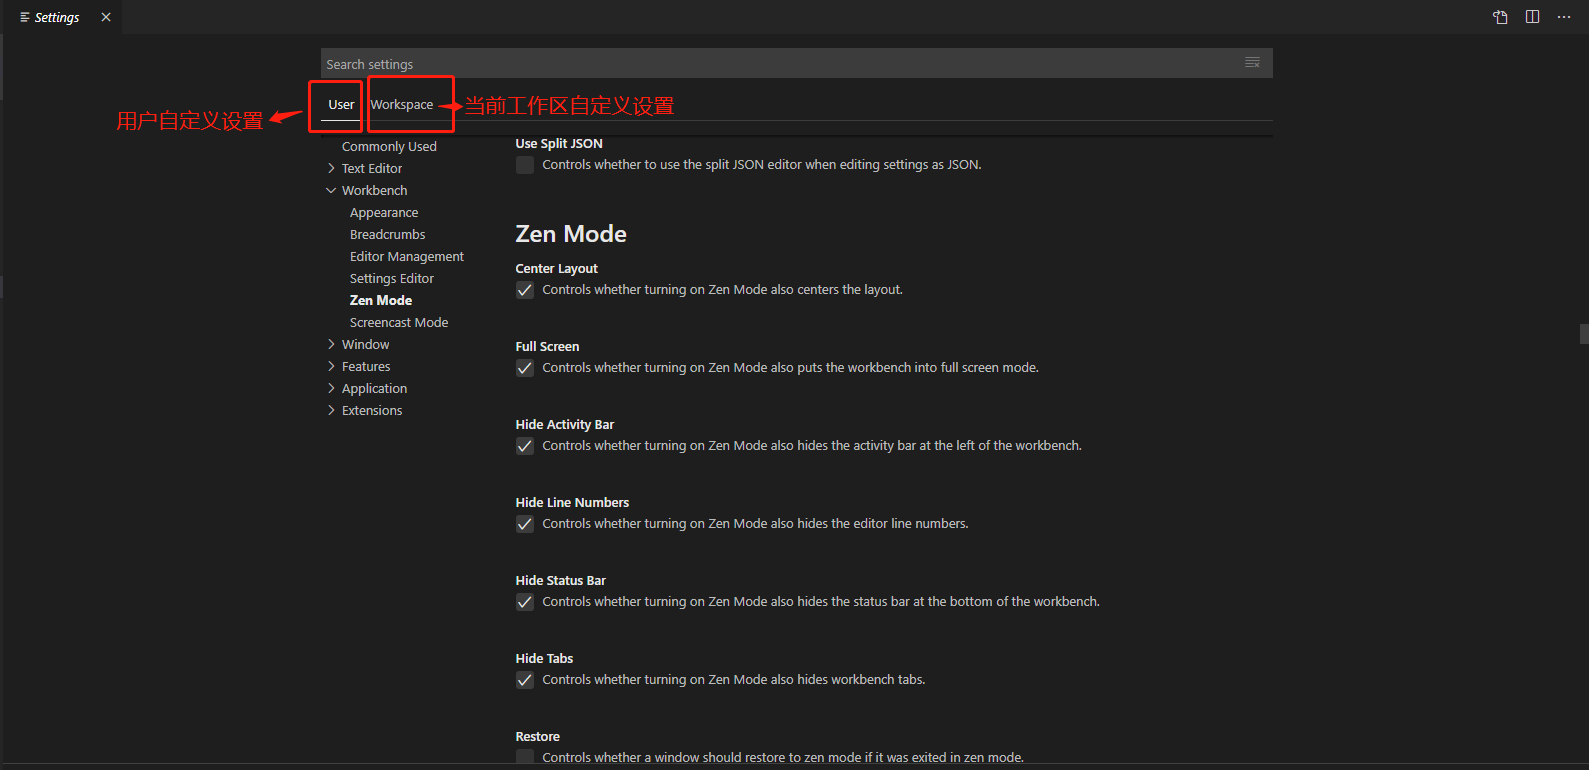 Settings
Search settings
User
Workspace
当前工作区自定义设置
用户自定义设置
Commonly Used
Text Editor
Workbench
Appearance
Breadcrumbs
Editor Management
Settings Editor
Zen Mode
Screencast Mode
Window
Features
Application
Extensions
Use Split JSON
Controls whether to use the split JSON editor when editing settings as JSON.
Zen Mode
Center Layout
Controls whether turning on Zen Mode also centers the layout.
Full Screen
Controls whether turning on Zen Mode also puts the workbench into full screen mode.
Hide Activity Bar
Controls whether turning on Zen Mode also hides the activity bar at the left of the workbench.
Hide Line Numbers
Controls whether turning on Zen Mode also hides the editor line numbers.
Hide Status Bar
Controls whether turning on Zen Mode also hides the status bar at the bottom of the workbench.
Hide Tabs
Controls whether turning on Zen Mode also hides workbench tabs.
Restore
Controls whether a window should restore to zen mode if it was exited in zen mode.